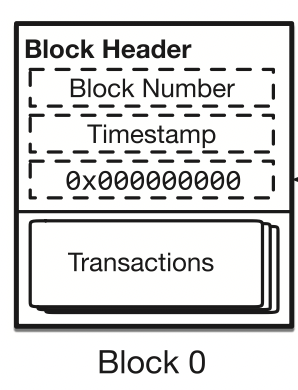 Block Header
Block Number
Timestamp
0x000000000
Transactions
Block 0